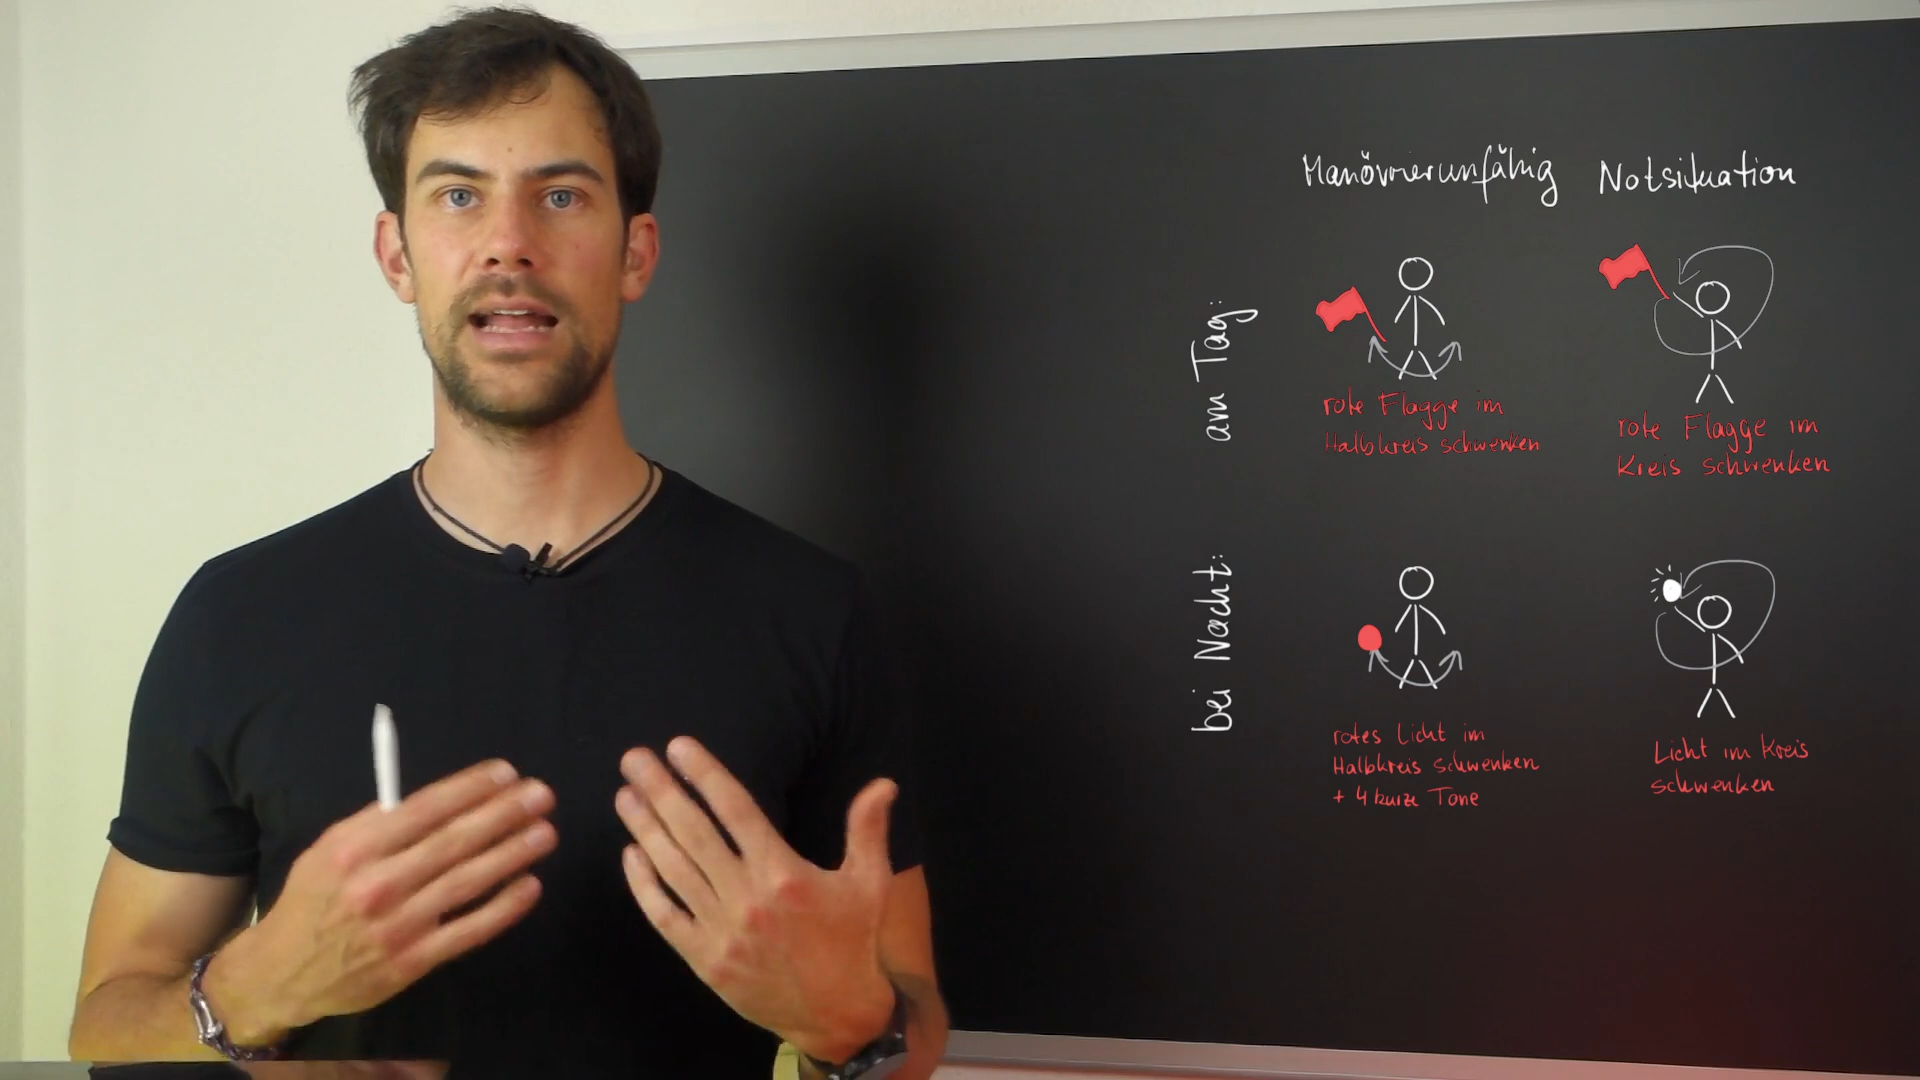 Manövrierunfähig Notsituation
am Tag:
rote Flagge im
Halbkreis schwenken
rote Flagge im
Kreis schwenken
bei Nacht:
rotes Licht im
Halbkreis schwenken
+ 4 kurze Töne
Licht im Kreis
schwenken